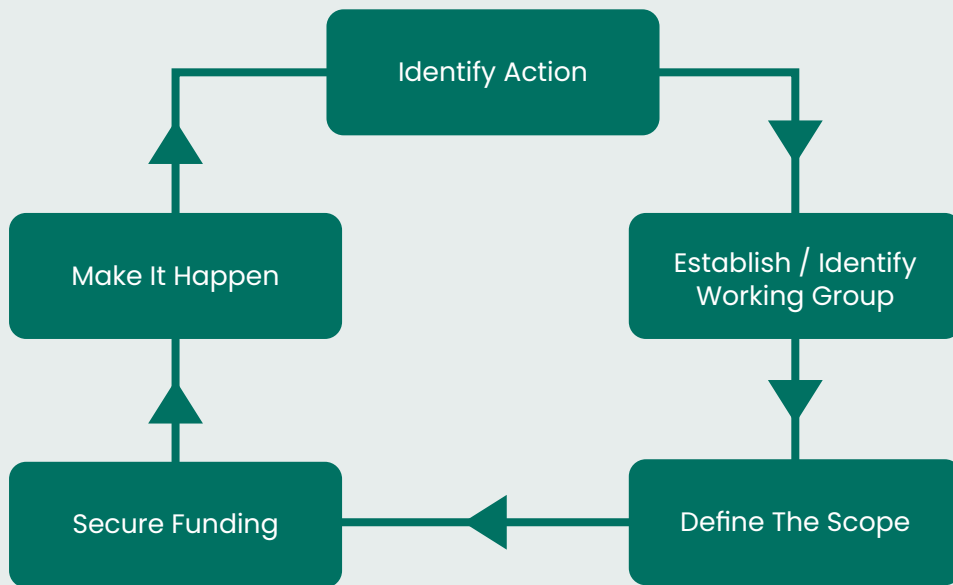 Identify Action
Establish / Identify
Working Group
Define The Scope
Secure Funding
Make It Happen